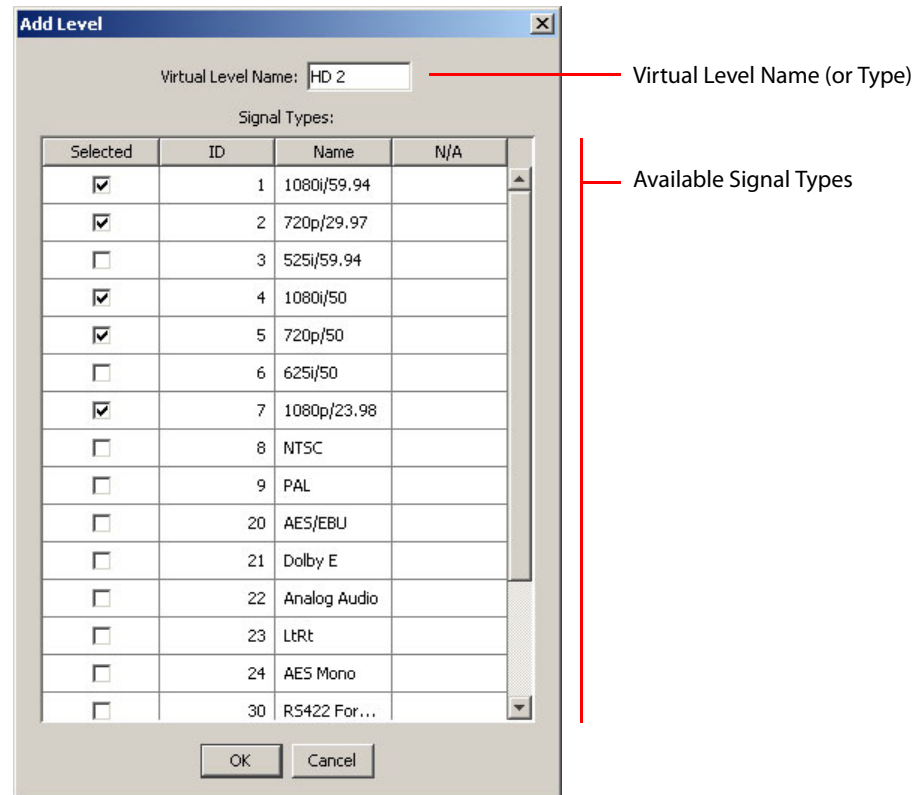 Add Level
Virtual Level Name: HD 2
Virtual Level Name (or Type)
Signal Types:
Available Signal Types
Selected ID Name N/A
1 1080i/59.94
2 720p/29.97
3 525i/59.94
4 1080i/50
5 720p/50
6 625i/50
7 1080p/23.98
8 NTSC
9 PAL
20 AES/EBU
21 Dolby E
22 Analog Audio
23 LtRt
24 AES Mono
30 RS422 For...
OK Cancel